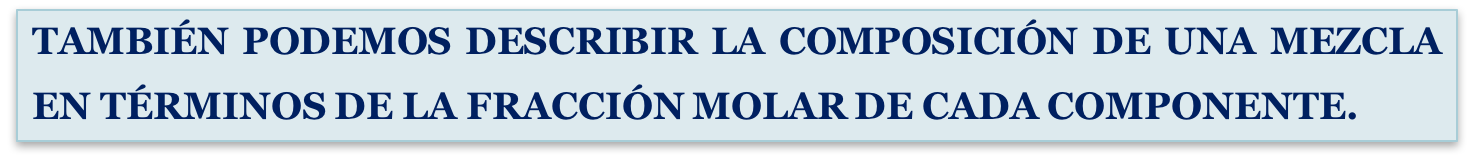 TAMBIÉN PODEMOS DESCRIBIR LA COMPOSICIÓN DE UNA MEZCLA
EN TÉRMINOS DE LA FRACCIÓN MOLAR DE CADA COMPONENTE.